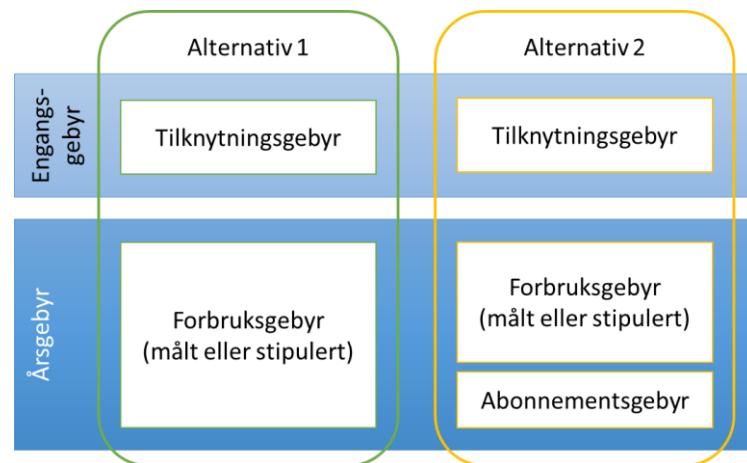 Alternativ 1
Alternativ 2
Engangs-
gebyr
Tilknytningsgebyr
Tilknytningsgebyr
Årsgebyr
Forbruksgebyr
(målt eller stipulert)
Forbruksgebyr
(målt eller stipulert)
Abonnementsgebyr